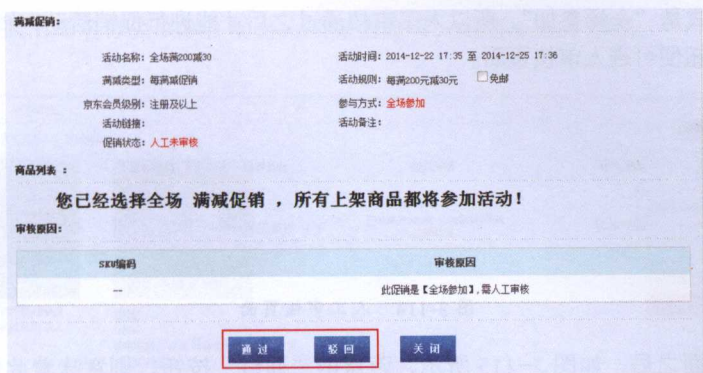 满减促销：
活动名称：全场满200减30 活动时间：2014-12-22 17:35 至 2014-12-25 17:36
满减类型：每满减促销 活动规则：每满200元减30元 免邮
京东会员级别：注册及以上 参与方式：全场参加
活动链接： 活动备注：
促销状态：人工未审核
商品列表：
您已经选择全场 满减促销 ，所有上架商品都将参加活动！
审核原因：
SKU编码 审核原因
-- 此促销是【全场参加】，需人工审核
通过 驳回 关闭